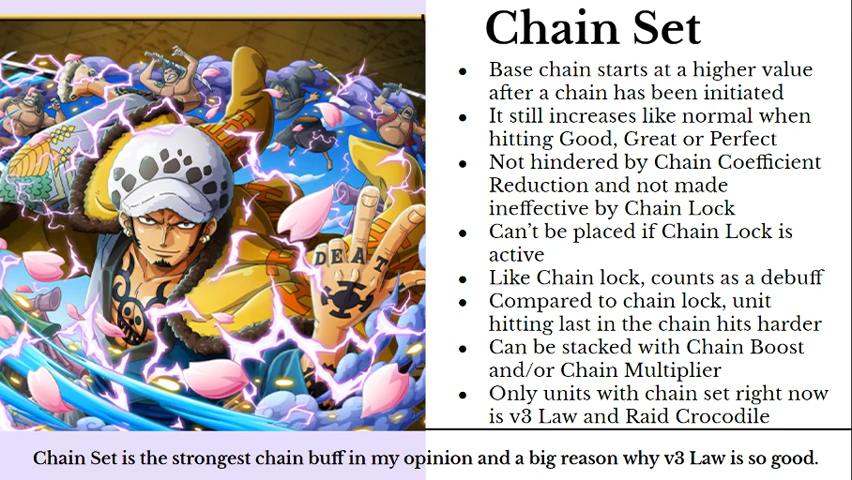 Chain Set
• Base chain starts at a higher value
after a chain has been initiated
• It still increases like normal when
hitting Good, Great or Perfect
• Not hindered by Chain Coefficient
Reduction and not made
ineffective by Chain Lock
• Can't be placed if Chain Lock is
active
• Like Chain lock, counts as a debuff
• Compared to chain lock, unit
hitting last in the chain hits harder
• Can be stacked with Chain Boost
and/or Chain Multiplier
• Only units with chain set right now
is v3 Law and Raid Crocodile
DEAT
Chain Set is the strongest chain buff in my opinion and a big reason why v3 Law is so good.